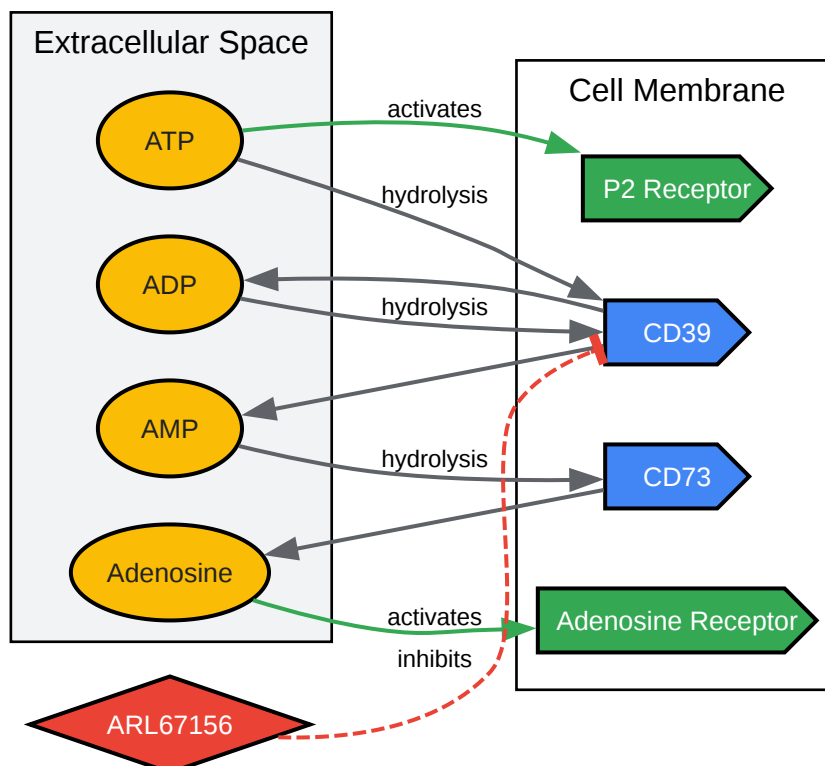 Extracellular Space
Cell Membrane
ATP
activates
P2 Receptor
hydrolysis
ADP
hydrolysis
CD39
AMP
hydrolysis
CD73
Adenosine
activates
Adenosine Receptor
inhibits
ARL67156